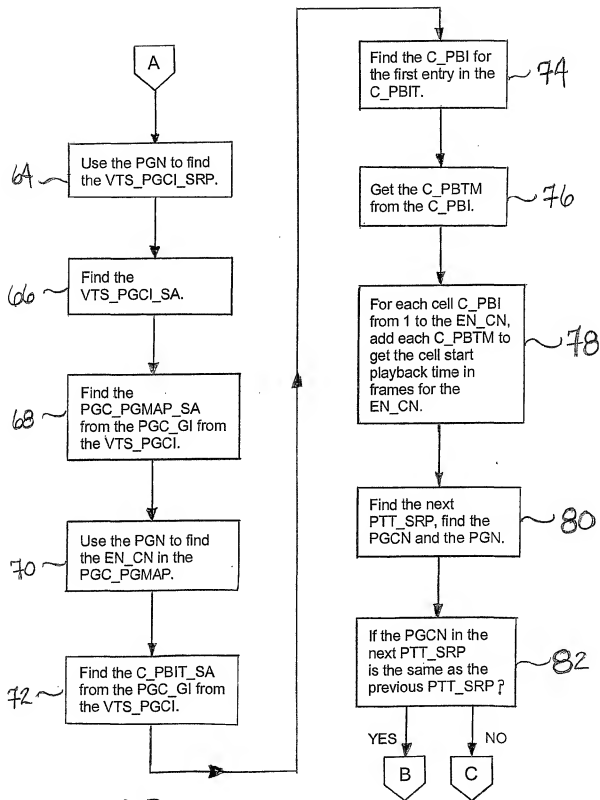 A
64
Use the PGN to find
the VTS_PGCI_SRP.
66
Find the
VTS_PGCI_SA.
68
Find the
PGC_PGMAP_SA
from the PGC_GI from
the VTS_PGCI.
70
Use the PGN to find
the EN_CN in the
PGC_PGMAP.
72
Find the C_PBIT_SA
from the PGC_GI from
the VTS_PGCI.
Find the C_PBI for
the first entry in the
C_PBIT.
74
Get the C_PBTM
from the C_PBI.
76
For each cell C_PBI
from 1 to the EN_CN,
add each C_PBTM to
get the cell start
playback time in
frames for the
EN_CN.
78
Find the next
PTT_SRP, find the
PGCN and the PGN.
80
If the PGCN in the
next PTT_SRP
is the same as the
previous PTT_SRP?
82
YES
NO
B
C